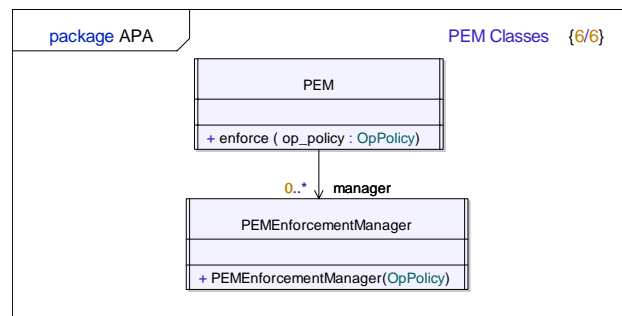 package APA
PEM Classes {6/6}
PEM
+ enforce ( op_policy : OpPolicy)
0..* manager
PEMEnforcementManager
+ PEMEnforcementManager(OpPolicy)